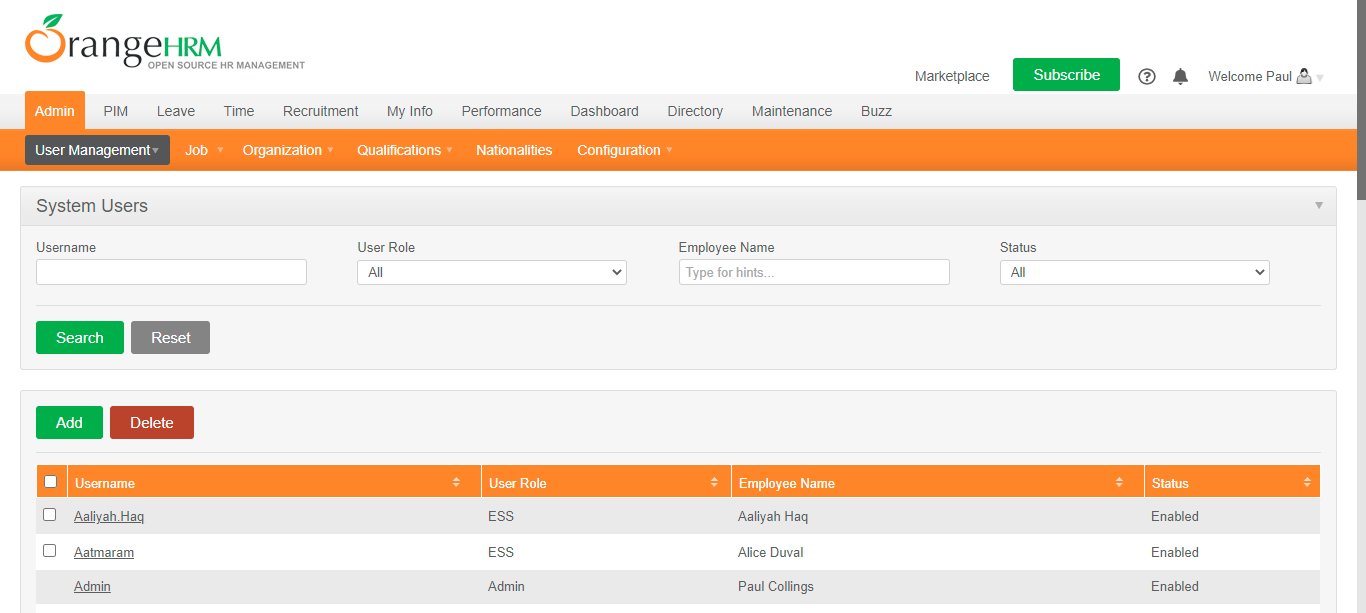 OrangeHRM
OPEN SOURCE HR MANAGEMENT
Marketplace Subscribe ? Welcome Paul
Admin PIM Leave Time Recruitment My Info Performance Dashboard Directory Maintenance Buzz
User Management Job Organization Qualifications Nationalities Configuration
System Users
Username User Role Employee Name Status
All Type for hints... All
Search Reset
Add Delete
Username User Role Employee Name Status
Aaliyah.Haq ESS Aaliyah Haq Enabled
Aatmaram ESS Alice Duval Enabled
Admin Admin Paul Collings Enabled